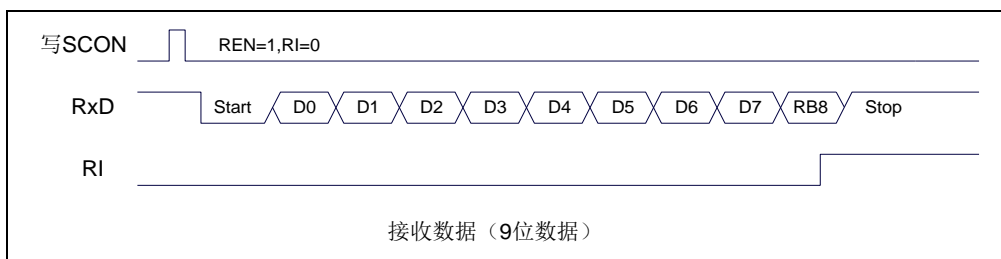 写SCON REN=1,RI=0
RxD Start D0 D1 D2 D3 D4 D5 D6 D7 RB8 Stop
RI
接收数据（9位数据）